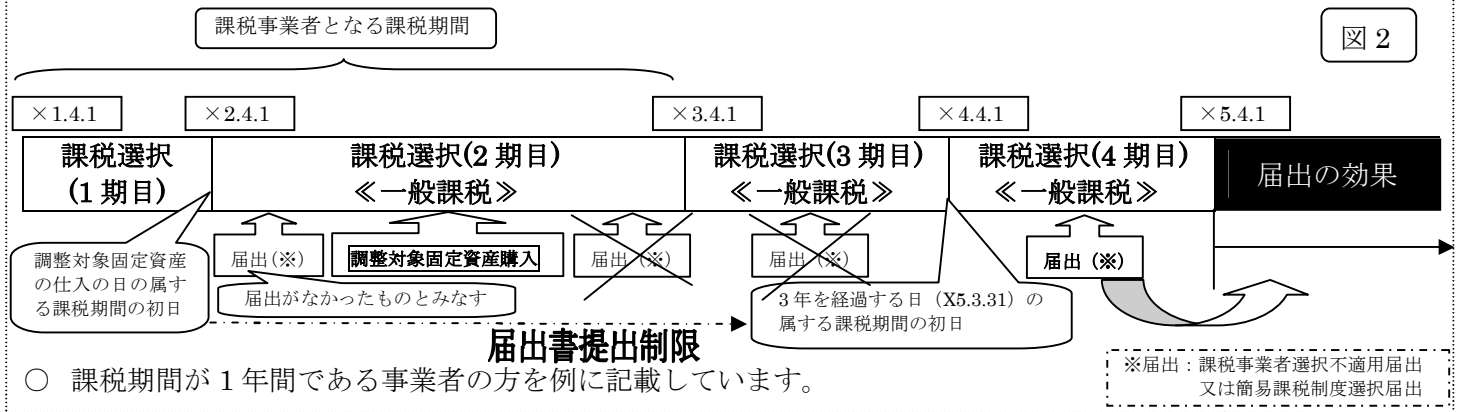 課税事業者となる課税期間
図2
×1.4.1
×2.4.1
×3.4.1
×4.4.1
×5.4.1
課税選択
(1期目)
課税選択(2期目)
≪一般課税≫
課税選択(3期目)
≪一般課税≫
課税選択(4期目)
≪一般課税≫
届出の効果
調整対象固定資産
の仕入の日の属す
る課税期間の初日
届出(※)
調整対象固定資産購入
届出(※)
届出(※)
届出(※)
届出がなかったものとみなす
3年を経過する日(X5.3.31)の
属する課税期間の初日
届出書提出制限
○ 課税期間が1年間である事業者の方を例に記載しています。
※届出:課税事業者選択不適用届出
又は簡易課税制度選択届出